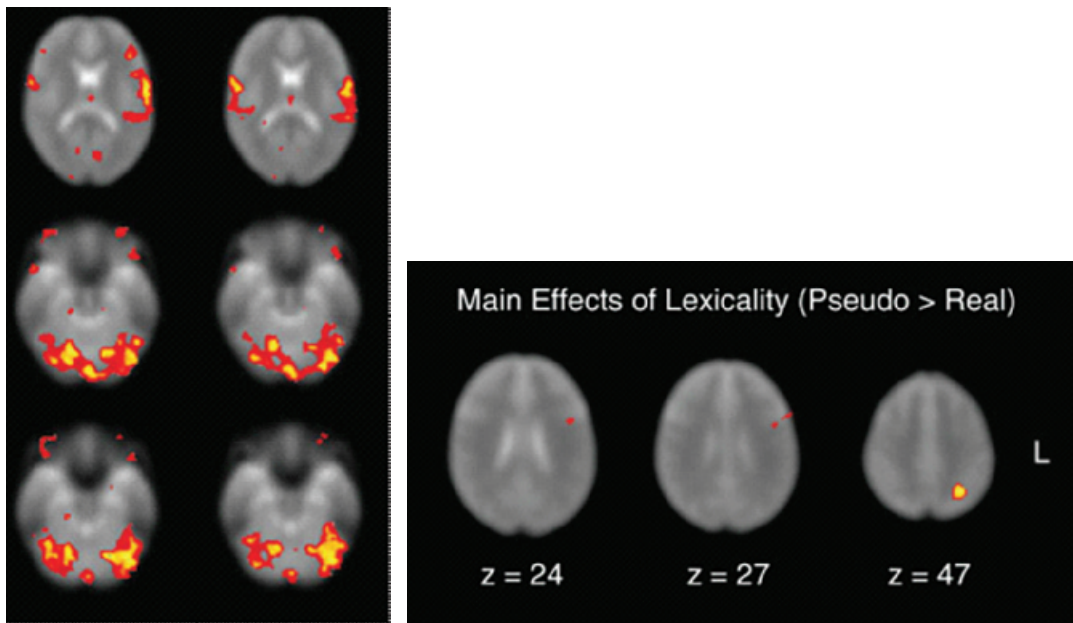 Main Effects of Lexicality (Pseudo > Real)
L
z = 24
z = 27
z = 47